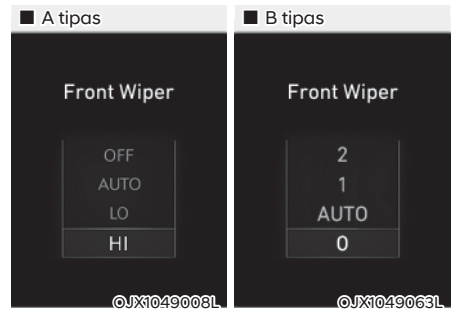 ■ A tipas
Front Wiper
OFF
AUTO
LO
HI
OJX1049008L
■ B tipas
Front Wiper
2
1
AUTO
0
OJX1049063L